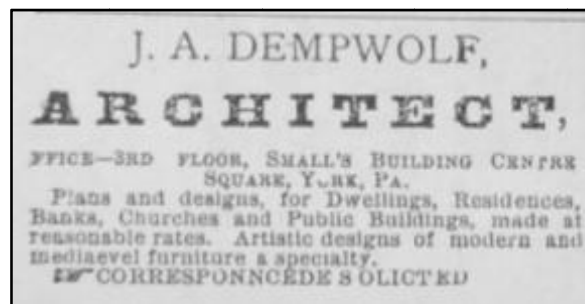 J. A. DEMPWOLF,
ARCHITECT,
FFICE—3RD FLOOR, SMALL'S BUILDING CENTRE
SQUARE, YORK, PA.
Plans and designs, for Dwellings, Residences,
Banks, Churches and Public Buildings, made at
reasonable rates. Artistic designs of modern and
mediaevel furniture a specialty.
☞ CORRESPONNCEDE S OLICTED